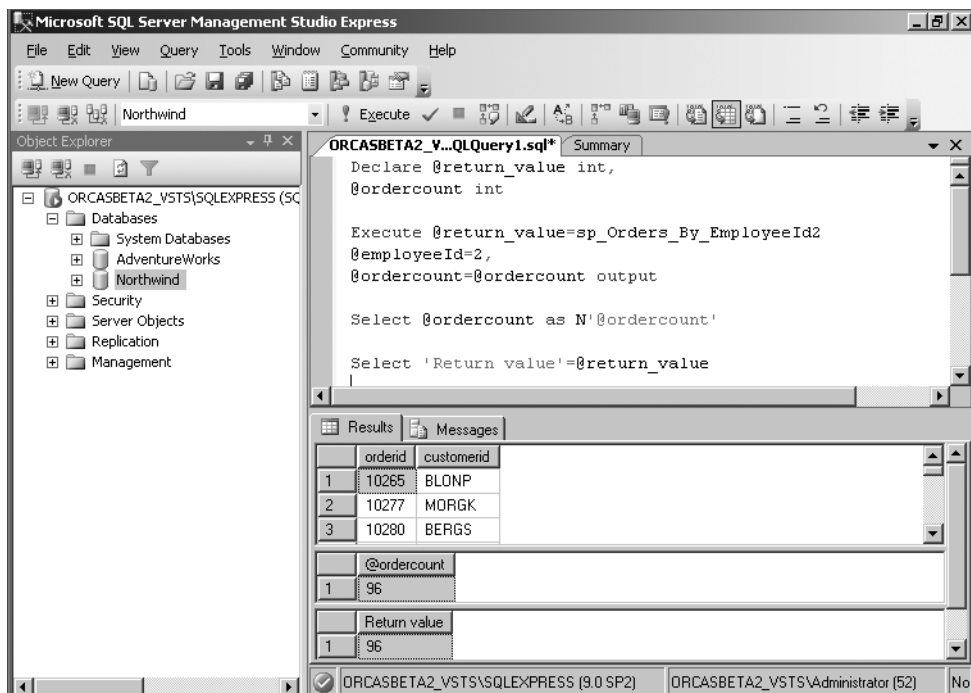 Microsoft SQL Server Management Studio Express
File Edit View Query Tools Window Community Help
New Query
Northwind Execute
Object Explorer
ORCASBETA2_VSTS\SQLEXPRESS (SQ
Databases
System Databases
AdventureWorks
Northwind
Security
Server Objects
Replication
Management
ORCASBETA2_V...QLQuery1.sql* Summary
Declare @return_value int,
@ordercount int
Execute @return_value=sp_Orders_By_EmployeeId2
@employeeId=2,
@ordercount=@ordercount output
Select @ordercount as N'@ordercount'
Select 'Return value'=@return_value
Results Messages
orderid customerid
1 10265 BLONP
2 10277 MORGK
3 10280 BERGS
@ordercount
1 96
Return value
1 96
ORCASBETA2_VSTS\SQLEXPRESS (9.0 SP2) ORCASBETA2_VSTS\Administrator (52) No